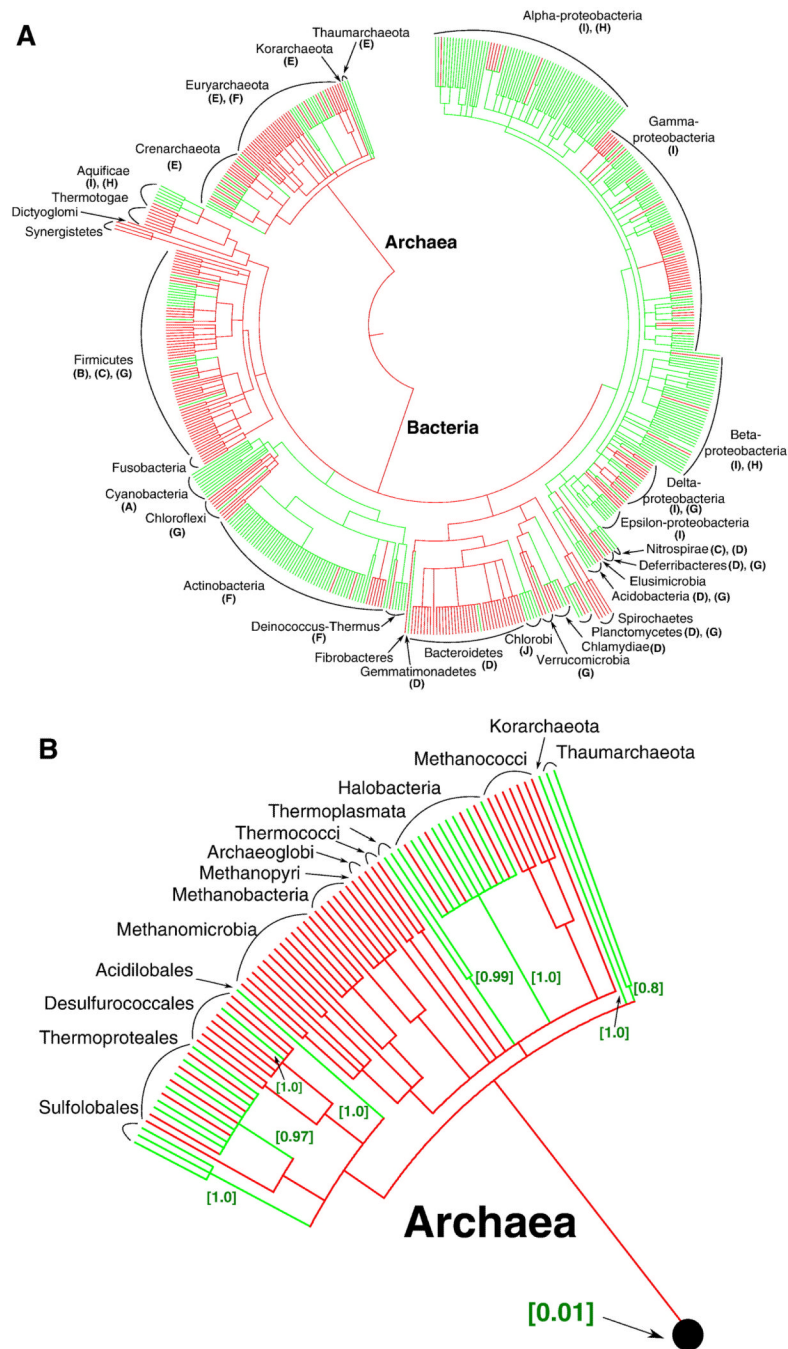 A
Alpha-proteobacteria
(I), (H)
Thaumarchaeota
(E)
Korarchaeota
(E)
Euryarchaeota
(E), (F)
Gamma-
proteobacteria
(I)
Crenarchaeota
(E)
Aquificae
(I), (H)
Thermotogae
Dictyoglomi
Synergistetes
Archaea
Firmicutes
(B), (C), (G)
Bacteria
Beta-
proteobacteria
(I), (H)
Fusobacteria
Cyanobacteria
(A)
Chloroflexi
(G)
Delta-
proteobacteria
(I), (G)
Epsilon-proteobacteria
(I)
Nitrospirae (C), (D)
Deferribacteres (D), (G)
Elusimicrobia
Acidobacteria (D), (G)
Actinobacteria
(F)
Spirochaetes
Planctomycetes (D), (G)
Chlamydiae (D)
Verrucomicrobia
(G)
Chlorobi
(J)
Bacteroidetes
(D)
Deinococcus-Thermus
(F)
Fibrobacteres
Gemmatimonadetes
(D)
B
Korarchaeota
Thaumarchaeota
Methanococci
Halobacteria
Thermoplasmata
Thermococci
Archaeoglobi
Methanopyri
Methanobacteria
Methanomicrobia
Acidilobales
Desulfurococcales
Thermoproteales
Sulfolobales
[0.99]
[1.0]
[0.8]
[1.0]
[1.0]
[1.0]
[0.97]
[1.0]
Archaea
[0.01]